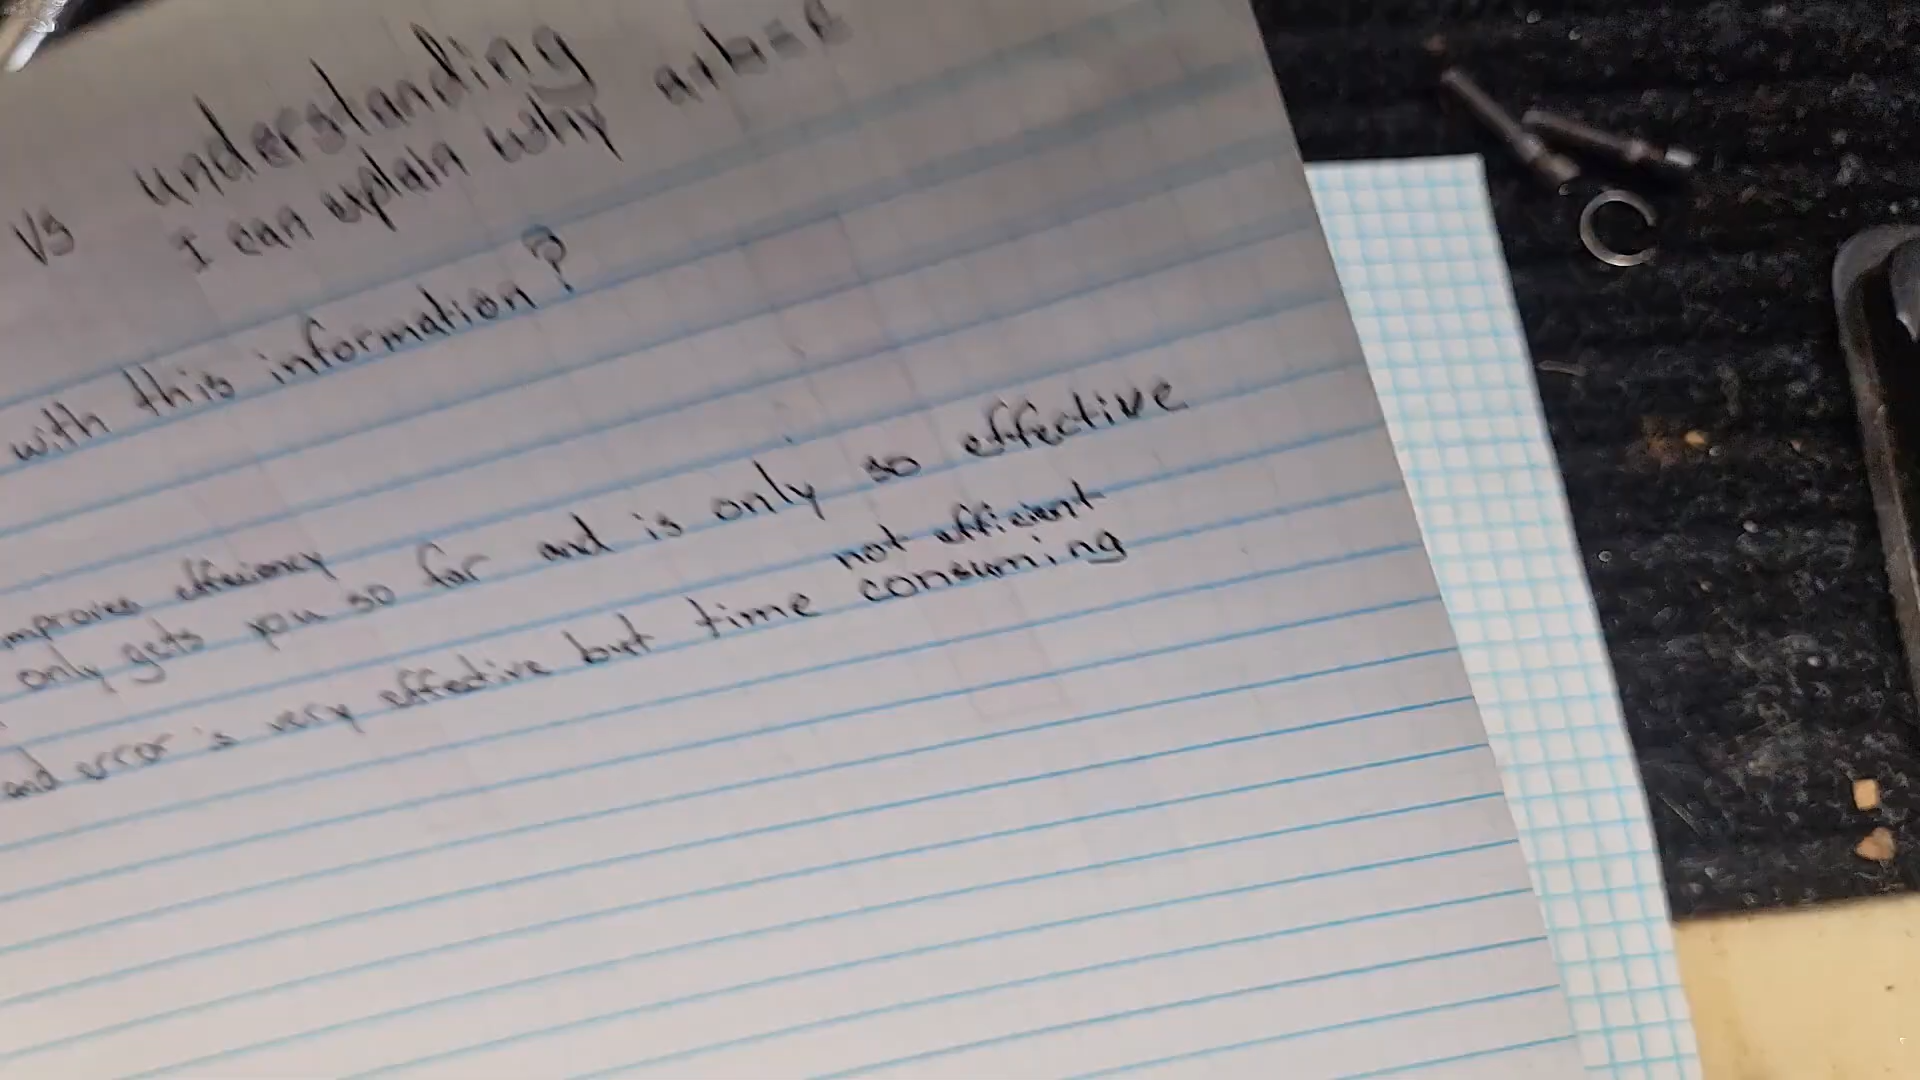 vs understanding
I can explain why
with this information?
improves efficiency
only gets you so far and is only so effective
not efficient
and error is very effective but time consuming